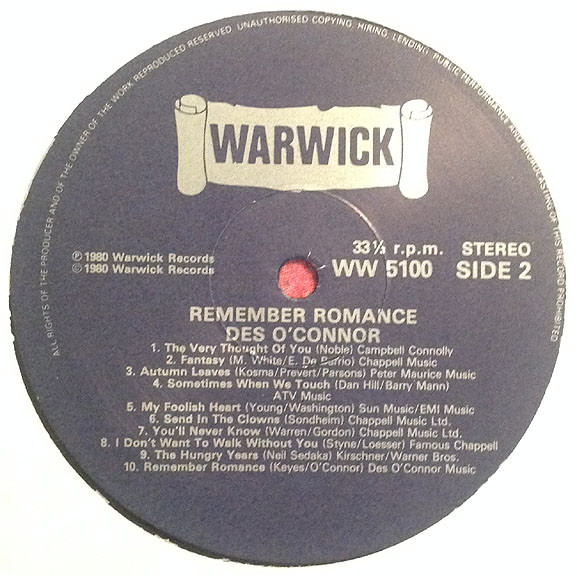 ALL RIGHTS OF THE PRODUCER AND OF THE OWNER OF THE WORK REPRODUCED RESERVED. UNAUTHORISED COPYING, HIRING, LENDING, PUBLIC PERFORMANCE AND BROADCASTING OF THIS RECORD PROHIBITED
WARWICK
℗ 1980 Warwick Records
© 1980 Warwick Records
33⅓ r.p.m. STEREO
WW 5100 SIDE 2
REMEMBER ROMANCE
DES O'CONNOR
1. The Very Thought Of You (Noble) Campbell Connolly
2. Fantasy (M. White/E. De Barrio) Chappell Music
3. Autumn Leaves (Kosma/Prevert/Parsons) Peter Maurice Music
4. Sometimes When We Touch (Dan Hill/Barry Mann)
ATV Music
5. My Foolish Heart (Young/Washington) Sun Music/EMI Music
6. Send In The Clowns (Sondheim) Chappell Music Ltd.
7. You'll Never Know (Warren/Gordon) Chappell Music Ltd.
8. I Don't Want To Walk Without You (Styne/Loesser) Famous Chappell
9. The Hungry Years (Neil Sedaka) Kirschner/Warner Bros.
10. Remember Romance (Keyes/O'Connor) Des O'Connor Music